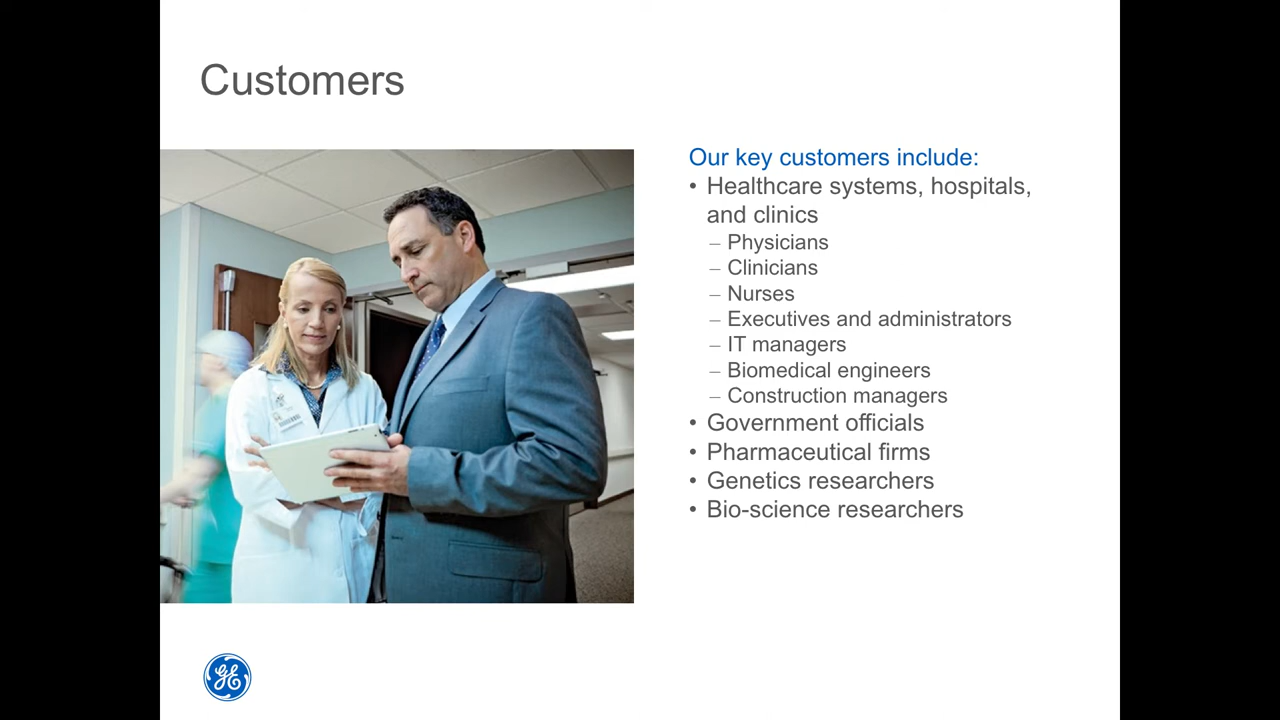 Customers
Our key customers include:
• Healthcare systems, hospitals,
and clinics
– Physicians
– Clinicians
– Nurses
– Executives and administrators
– IT managers
– Biomedical engineers
– Construction managers
• Government officials
• Pharmaceutical firms
• Genetics researchers
• Bio-science researchers
GE